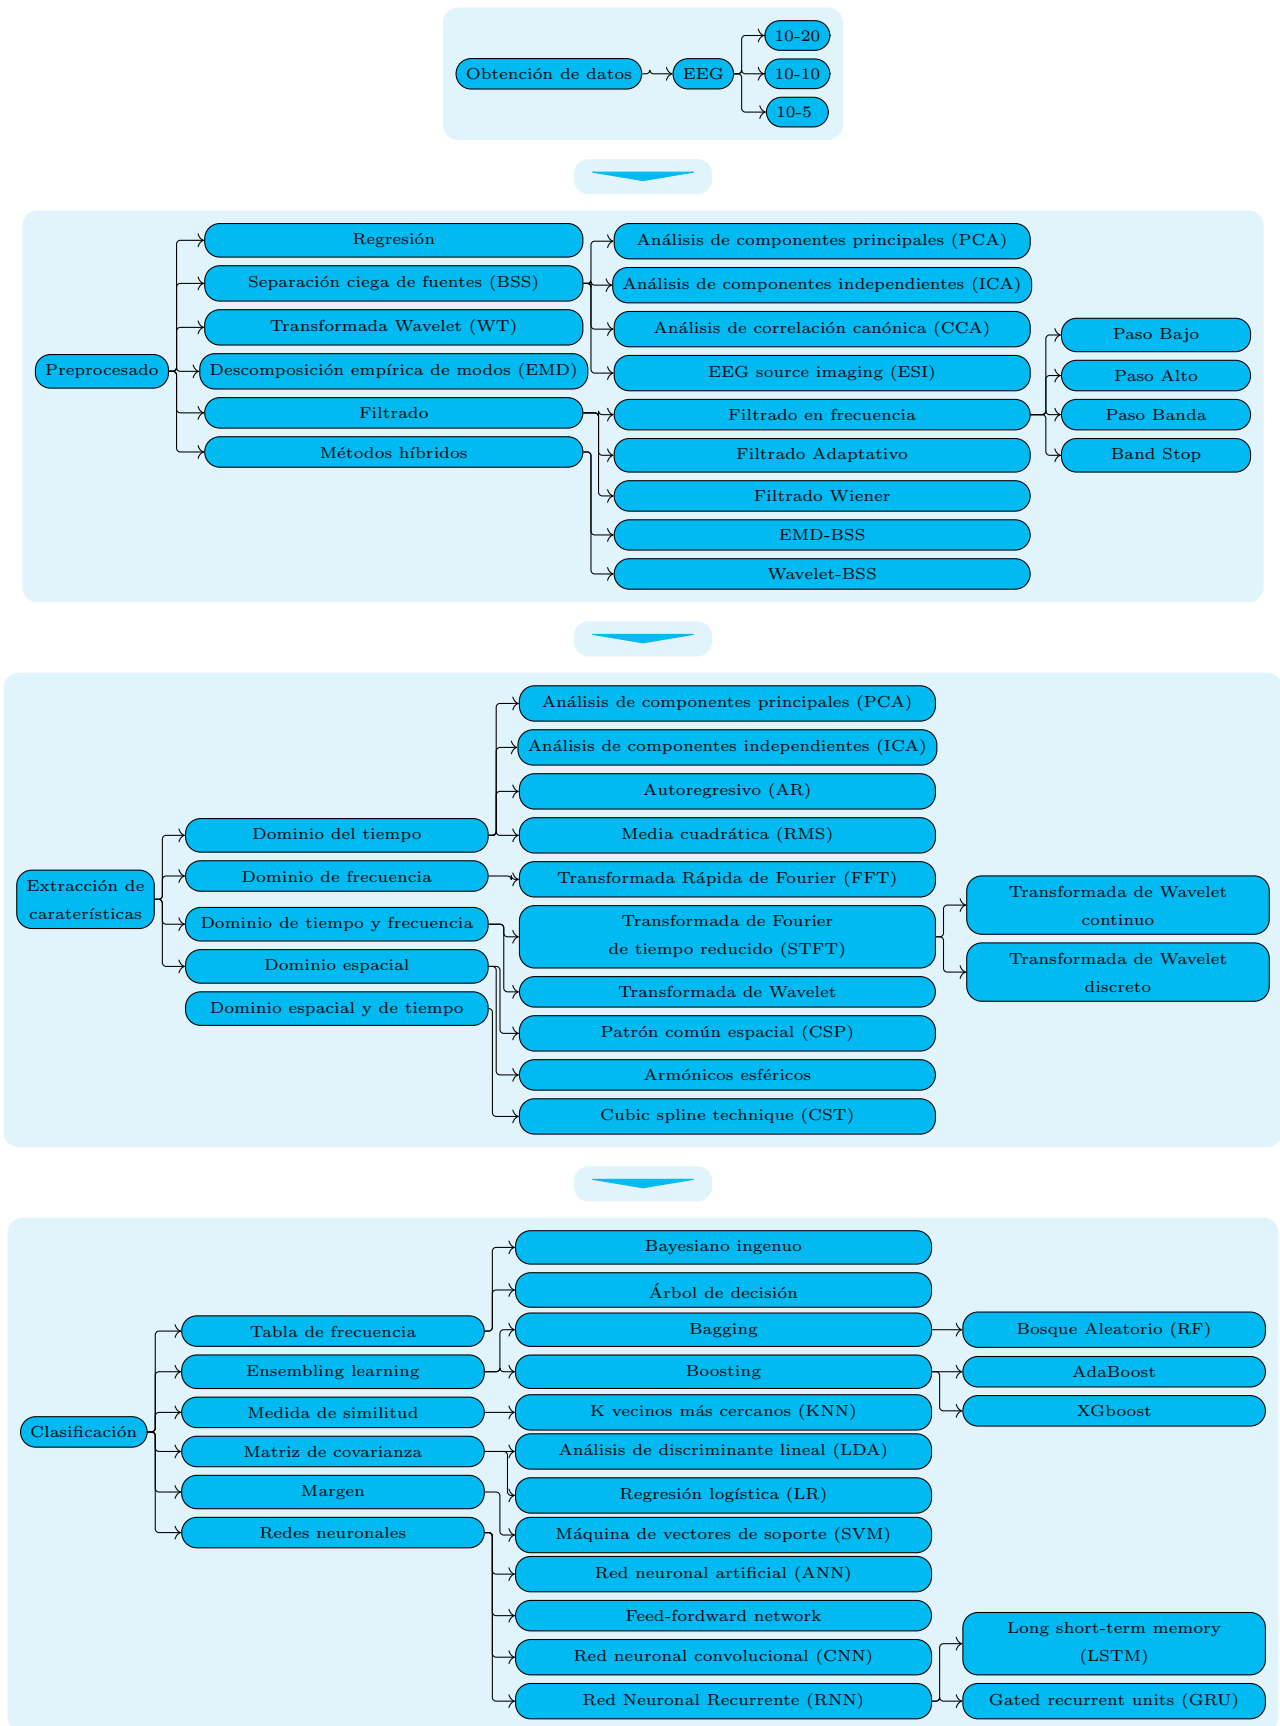 Obtención de datos
EEG
10-20
10-10
10-5
Preprocesado
Regresión
Separación ciega de fuentes (BSS)
Transformada Wavelet (WT)
Descomposición empírica de modos (EMD)
Filtrado
Métodos híbridos
Análisis de componentes principales (PCA)
Análisis de componentes independientes (ICA)
Análisis de correlación canónica (CCA)
EEG source imaging (ESI)
Filtrado en frecuencia
Filtrado Adaptativo
Filtrado Wiener
EMD-BSS
Wavelet-BSS
Paso Bajo
Paso Alto
Paso Banda
Band Stop
Extracción de
caraterísticas
Dominio del tiempo
Dominio de frecuencia
Dominio de tiempo y frecuencia
Dominio espacial
Dominio espacial y de tiempo
Análisis de componentes principales (PCA)
Análisis de componentes independientes (ICA)
Autoregresivo (AR)
Media cuadrática (RMS)
Transformada Rápida de Fourier (FFT)
Transformada de Fourier
de tiempo reducido (STFT)
Transformada de Wavelet
Patrón común espacial (CSP)
Armónicos esféricos
Cubic spline technique (CST)
Transformada de Wavelet
continuo
Transformada de Wavelet
discreto
Clasificación
Tabla de frecuencia
Ensembling learning
Medida de similitud
Matriz de covarianza
Margen
Redes neuronales
Bayesiano ingenuo
Árbol de decisión
Bagging
Boosting
K vecinos más cercanos (KNN)
Análisis de discriminante lineal (LDA)
Regresión logística (LR)
Máquina de vectores de soporte (SVM)
Red neuronal artificial (ANN)
Feed-fordward network
Red neuronal convolucional (CNN)
Red Neuronal Recurrente (RNN)
Bosque Aleatorio (RF)
AdaBoost
XGboost
Long short-term memory
(LSTM)
Gated recurrent units (GRU)